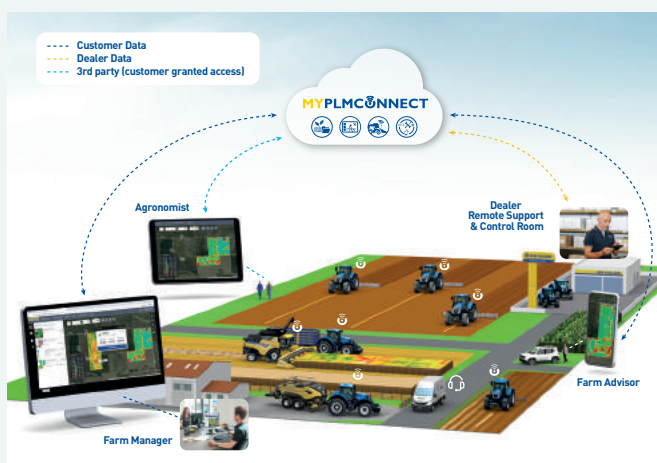 Customer Data
Dealer Data
3rd party (customer granted access)
MYPLMCONNECT
Agronomist
Dealer
Remote Support
& Control Room
Farm Advisor
Farm Manager